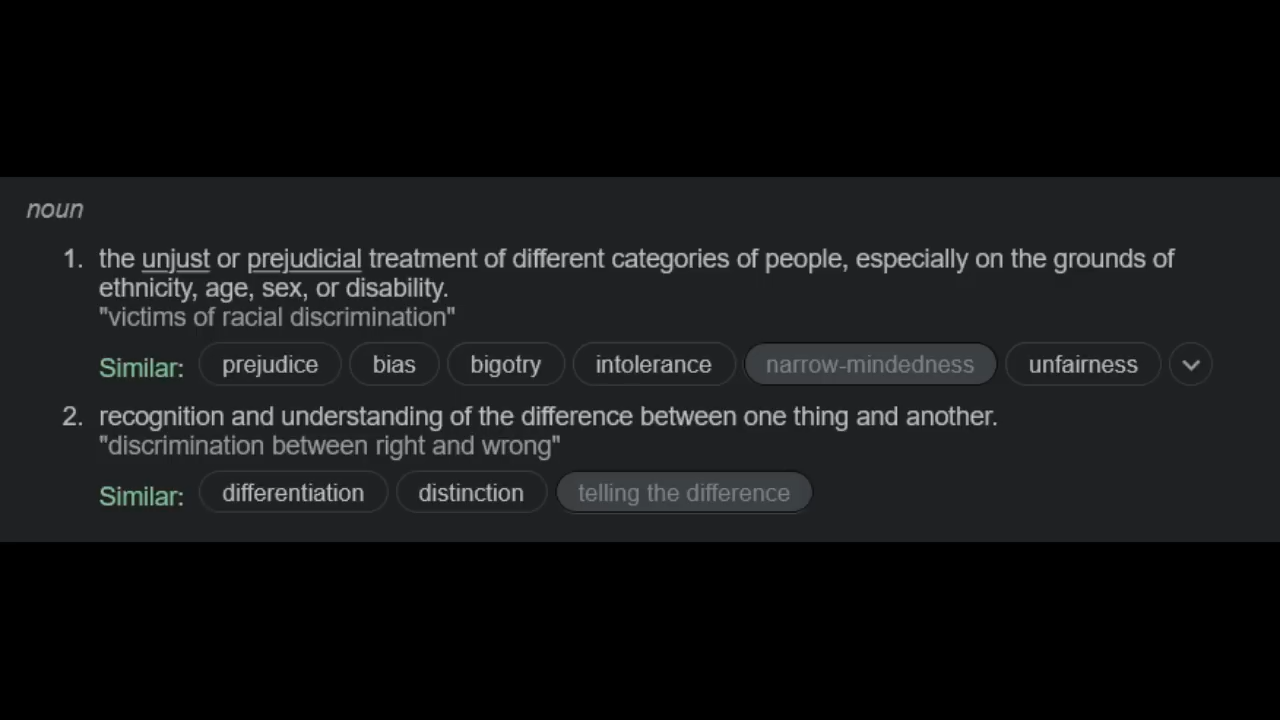 noun
1. the unjust or prejudicial treatment of different categories of people, especially on the grounds of
ethnicity, age, sex, or disability.
"victims of racial discrimination"
Similar: prejudice bias bigotry intolerance narrow-mindedness unfairness
2. recognition and understanding of the difference between one thing and another.
"discrimination between right and wrong"
Similar: differentiation distinction telling the difference